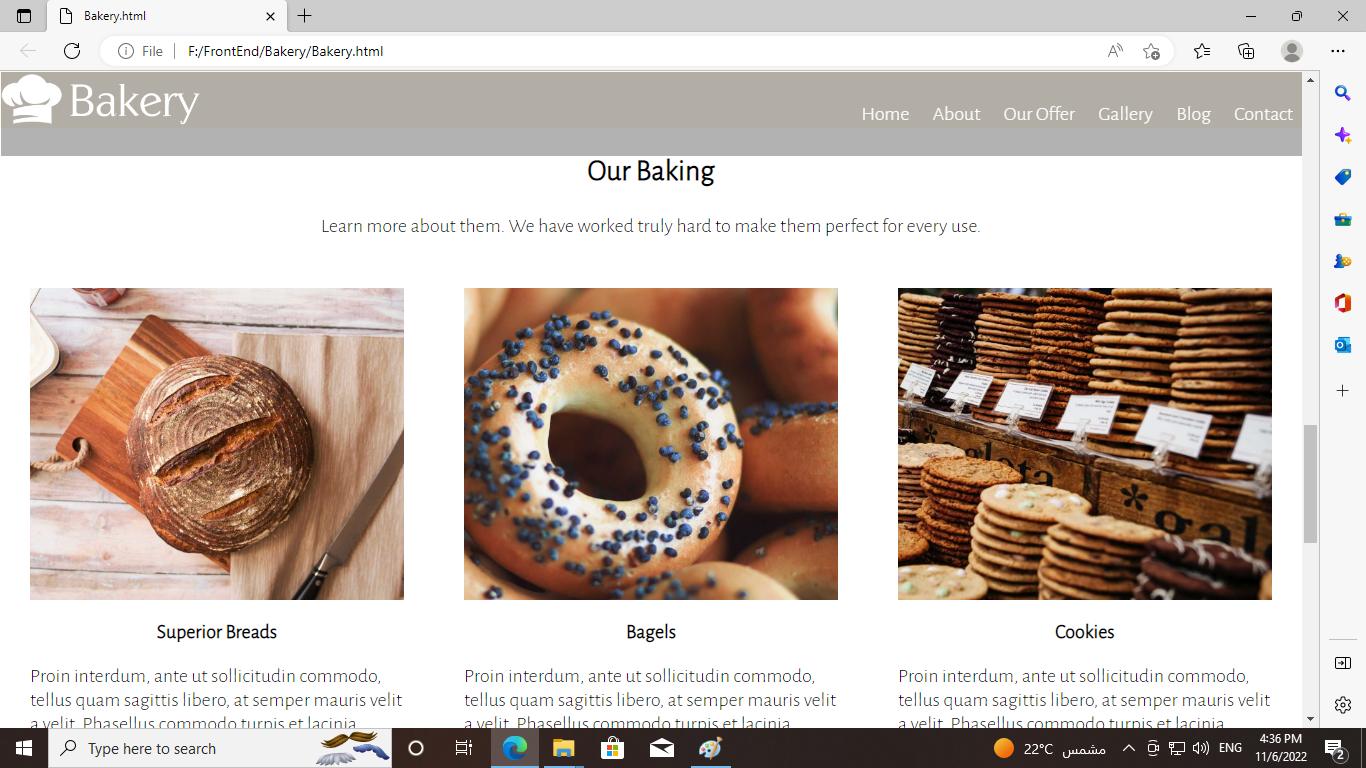 Bakery.html
File
F:/FrontEnd/Bakery/Bakery.html
Bakery
Home About Our Offer Gallery Blog Contact
Our Baking
Learn more about them. We have worked truly hard to make them perfect for every use.
galeta
*gale
Superior Breads
Bagels
Cookies
Proin interdum, ante ut sollicitudin commodo,
tellus quam sagittis libero, at semper mauris velit
a velit. Phasellus commodo turpis et lacinia
Proin interdum, ante ut sollicitudin commodo,
tellus quam sagittis libero, at semper mauris velit
a velit. Phasellus commodo turpis et lacinia
Proin interdum, ante ut sollicitudin commodo,
tellus quam sagittis libero, at semper mauris velit
a velit. Phasellus commodo turpis et lacinia
Type here to search
22°C مشمس
ENG
4:36 PM
11/6/2022
2